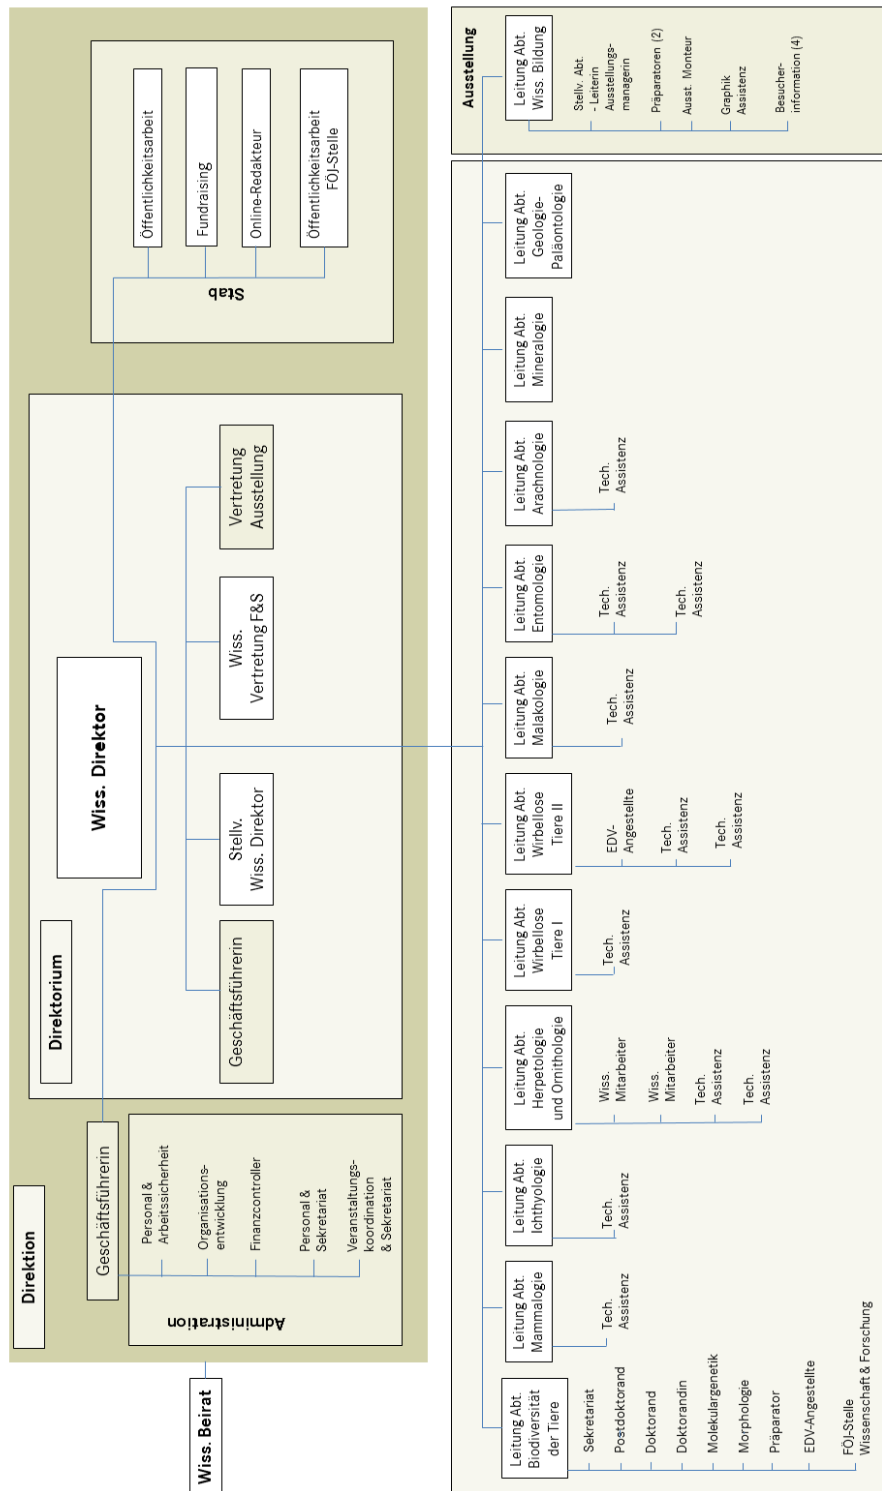 Direktion
Wiss. Beirat
Geschäftsführerin
Administration
Personal &
Arbeitssicherheit
Organisations-
entwicklung
Finanzcontroller
Personal &
Sekretariat
Veranstaltungs-
koordination
& Sekretariat
Direktorium
Wiss. Direktor
Geschäftsführerin
Stellv.
Wiss. Direktor
Wiss.
Vertretung F&S
Vertretung
Ausstellung
Stab
Öffentlichkeitsarbeit
Fundraising
Online-Redakteur
Öffentlichkeitsarbeit
FÖJ-Stelle
Leitung Abt.
Biodiversität
der Tiere
Sekretariat
Postdoktorand
Doktorand
Doktorandin
Molekulargenetik
Morphologie
Präparator
EDV-Angestellte
FÖJ-Stelle
Wissenschaft & Forschung
Leitung Abt.
Mammalogie
Tech.
Assistenz
Leitung Abt.
Ichthyologie
Tech.
Assistenz
Leitung Abt.
Herpetologie
und Ornithologie
Wiss.
Mitarbeiter
Wiss.
Mitarbeiter
Tech.
Assistenz
Tech.
Assistenz
Leitung Abt.
Wirbellose
Tiere I
Tech.
Assistenz
Leitung Abt.
Wirbellose
Tiere II
EDV-
Angestellte
Tech.
Assistenz
Tech.
Assistenz
Leitung Abt.
Malakologie
Tech.
Assistenz
Leitung Abt.
Entomologie
Tech.
Assistenz
Tech.
Assistenz
Leitung Abt.
Arachnologie
Tech.
Assistenz
Leitung Abt.
Mineralogie
Leitung Abt.
Geologie-
Paläontologie
Ausstellung
Leitung Abt.
Wiss. Bildung
Stellv. Abt.
- Leiterin
Ausstellungs-
managerin
Präparatoren (2)
Ausst. Monteur
Graphik
Assistenz
Besucher-
information (4)